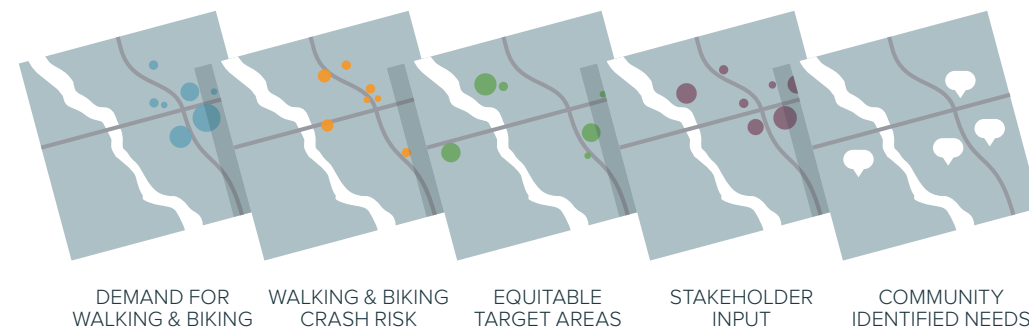 DEMAND FOR
WALKING & BIKING
WALKING & BIKING
CRASH RISK
EQUITABLE
TARGET AREAS
STAKEHOLDER
INPUT
COMMUNITY
IDENTIFIED NEEDS